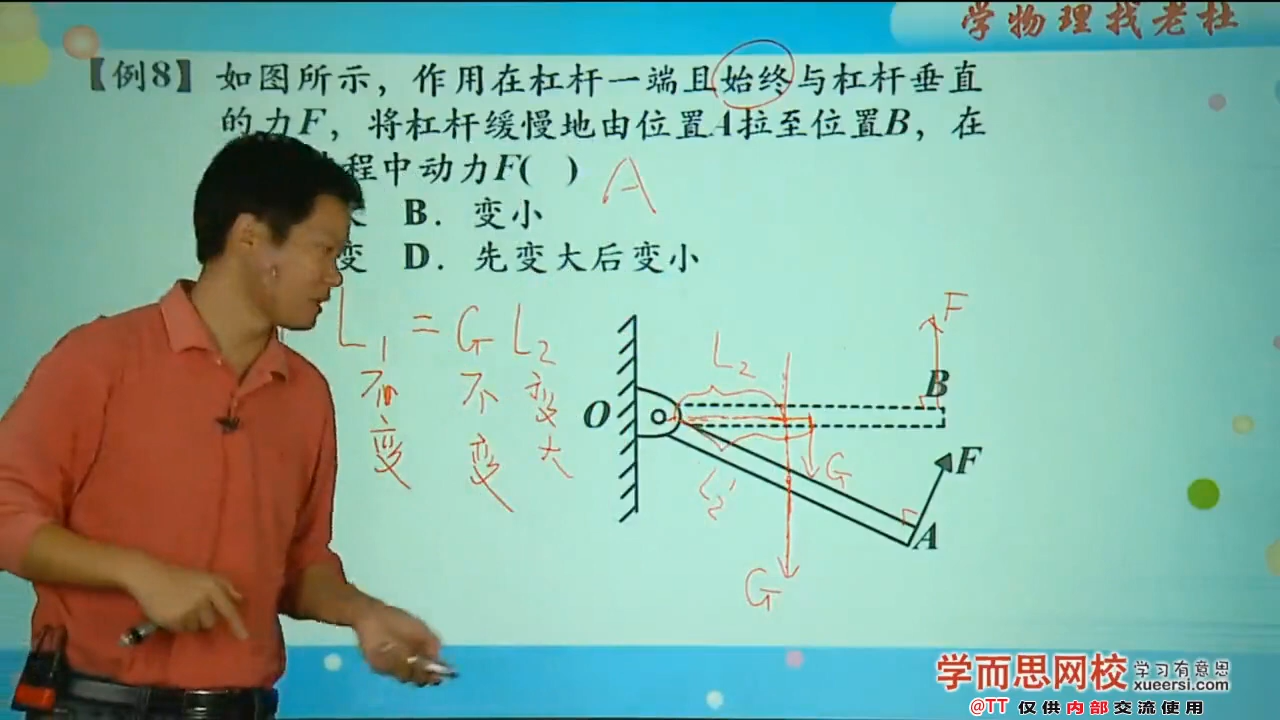 学物理找老杜
【例8】 如图所示，作用在杠杆一端且始终与杠杆垂直
的力F，将杠杆缓慢地由位置A拉至位置B，在
程中动力F( ) A
B. 变小
变 D. 先变大后变小
L₁ = G L₂
不变 不变 变大
F
L₂
B
O
F
G
L₂'
A
G
学而思网校 学习有意思
xueersi.com
@TT 仅供内部交流使用